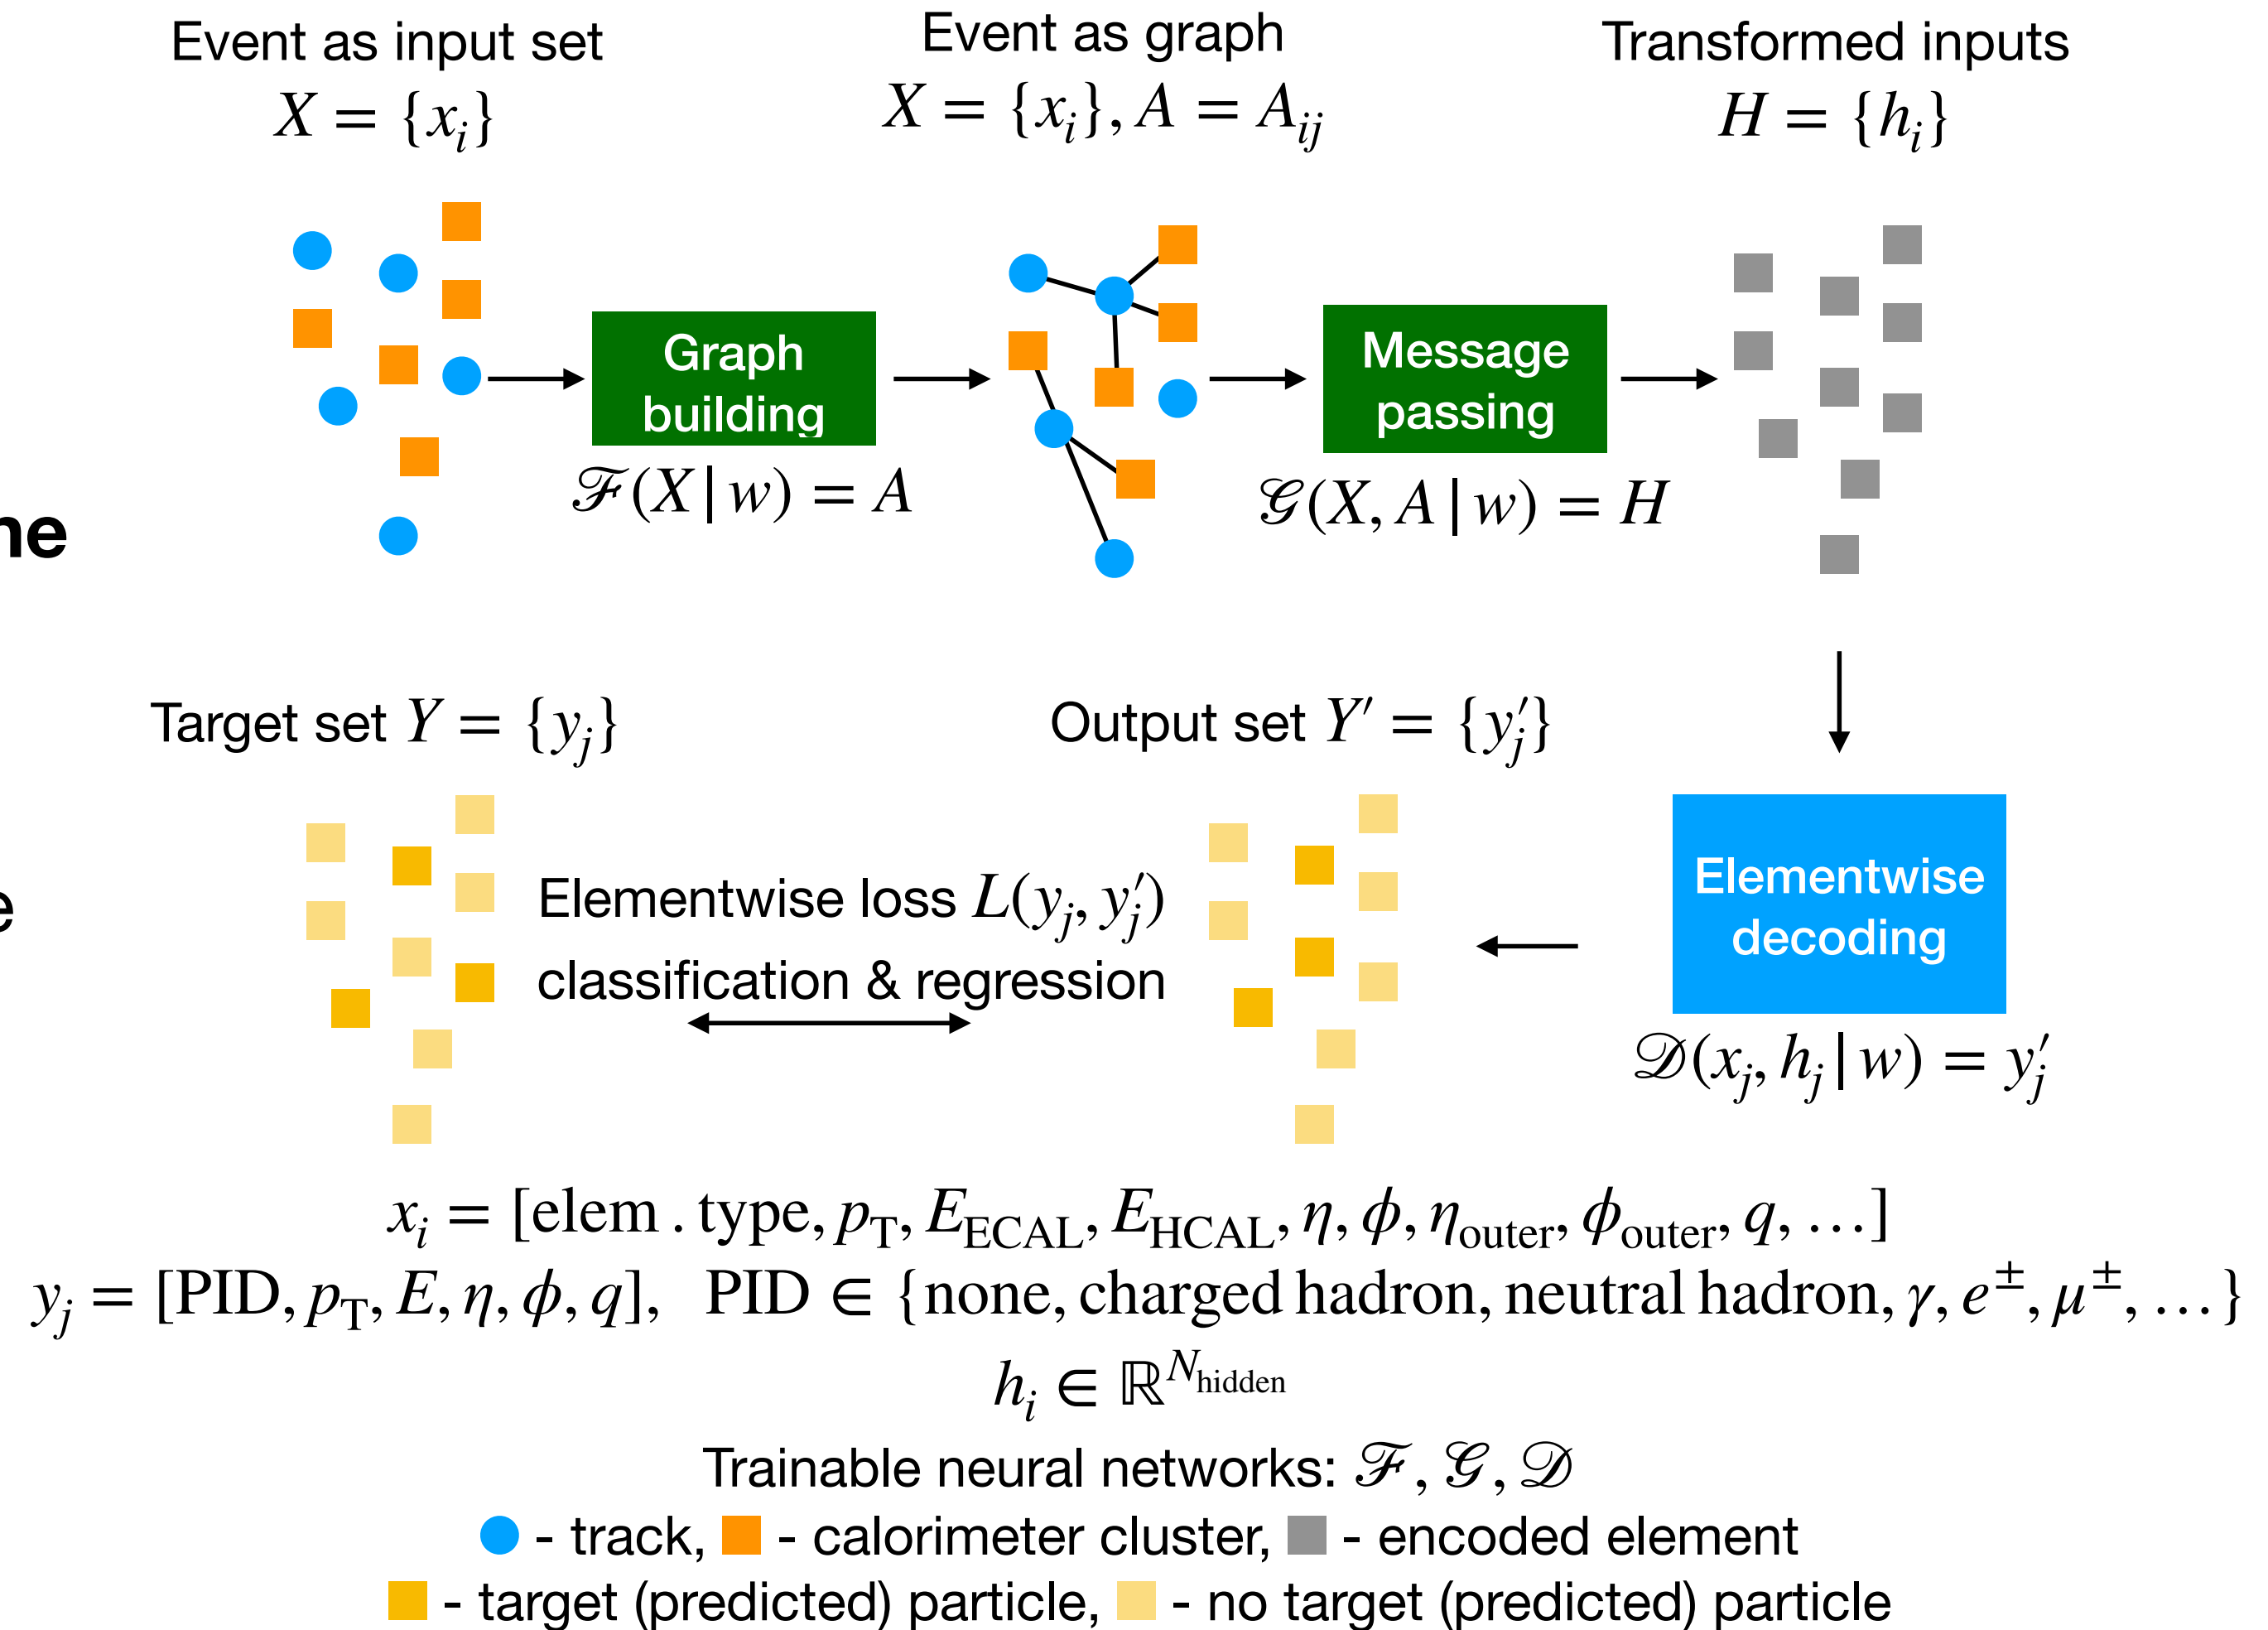 Event as input set
X = {x_i}
Event as graph
X = {x_i}, A = A_ij
Transformed inputs
H = {h_i}
Graph
building
ℱ(X | w) = A
Message
passing
𝒢(X, A | w) = H
ne
Target set Y = {y_j}
Output set Y′ = {y′_j}
e
Elementwise loss L(y_j, y′_j)
classification & regression
Elementwise
decoding
𝒟(x_j, h_j | w) = y′_j
x_i = [elem . type, p_T, E_ECAL, E_HCAL, η, ϕ, η_outer, ϕ_outer, q, …]
y_j = [PID, p_T, E, η, ϕ, q], PID ∈ {none, charged hadron, neutral hadron, γ, e^±, μ^±, …}
h_i ∈ ℝ^N_hidden
Trainable neural networks: ℱ, 𝒢, 𝒟
- track, - calorimeter cluster, - encoded element
- target (predicted) particle, - no target (predicted) particle